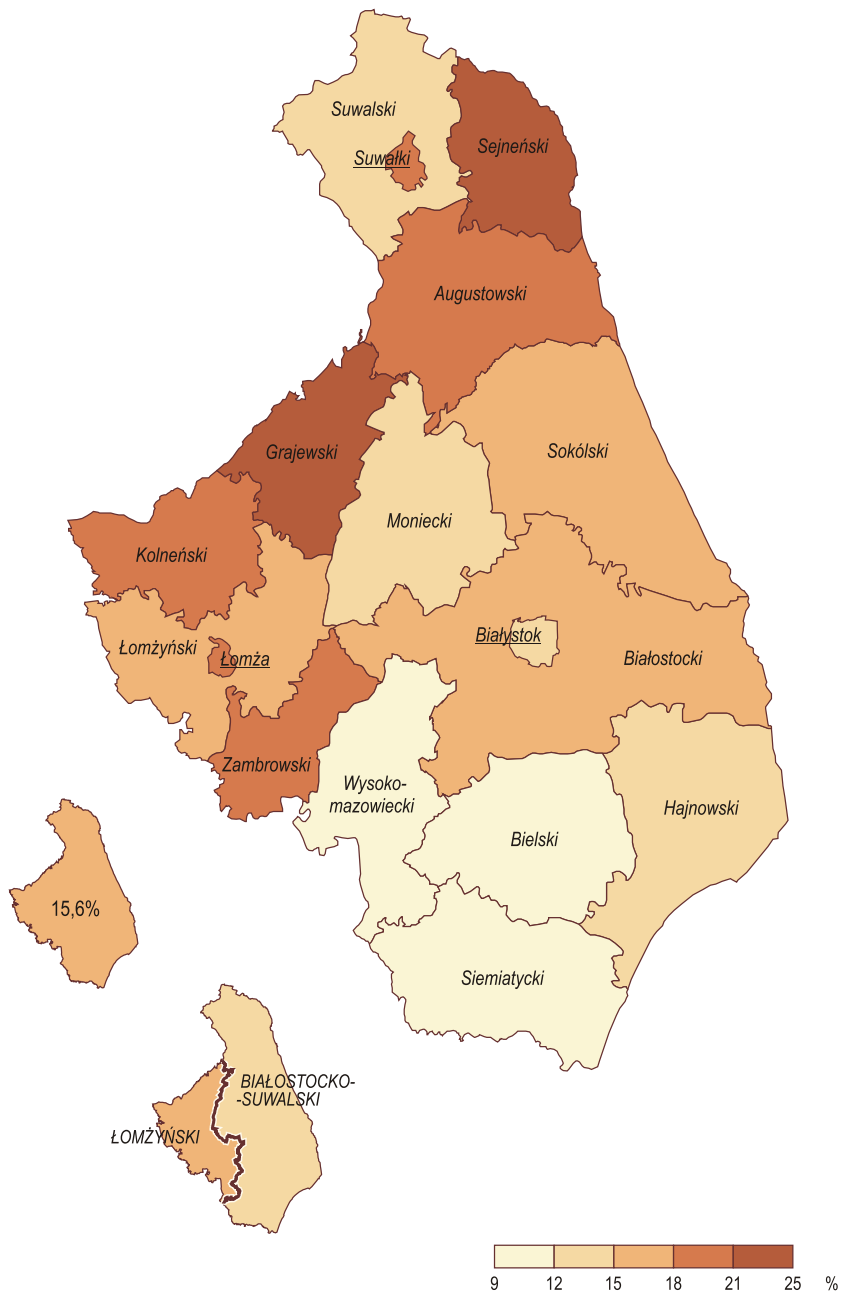 Suwalski
Suwałki
Sejneński
Augustowski
Grajewski
Sokólski
Moniecki
Kolneński
Łomżyński
Łomża
Białystok
Białostocki
Zambrowski
Wysoko-
mazowiecki
Bielski
Hajnowski
15,6%
Siemiatycki
BIAŁOSTOCKO-
-SUWALSKI
ŁOMŻYŃSKI
9 12 15 18 21 25 %